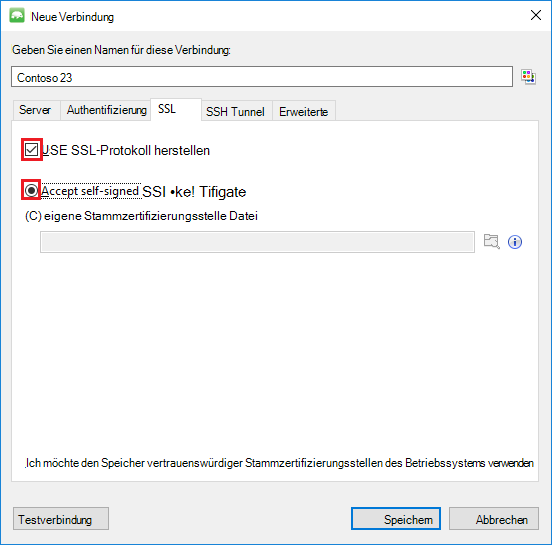 Neue Verbindung
Geben Sie einen Namen für diese Verbindung:
Contoso 23
Server Authentifizierung SSL SSH Tunnel Erweiterte
USE SSL-Protokoll herstellen
Accept self-signed SSI •ke! Tifigate
(C) eigene Stammzertifizierungsstelle Datei
.Ich möchte den Speicher vertrauenswürdiger Stammzertifizierungsstellen des Betriebssystems verwenden
Testverbindung Speichern Abbrechen